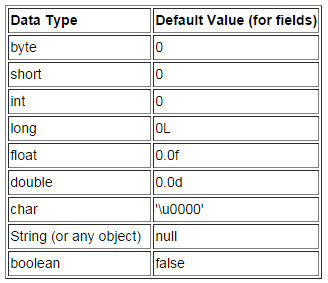 Data Type Default Value (for fields)
byte 0
short 0
int 0
long 0L
float 0.0f
double 0.0d
char '\u0000'
String (or any object) null
boolean false